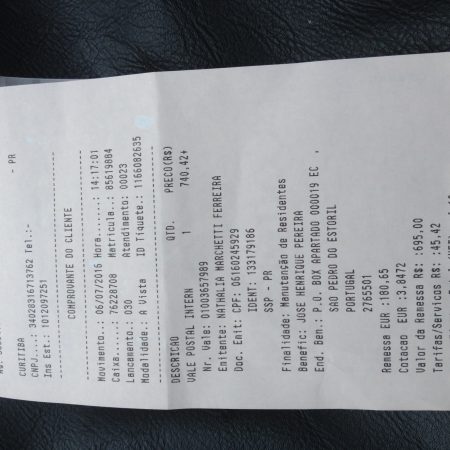 - PR
CURITIBA
CNPJ....: 34028316713762 Tel.:-
Ins Est.: 1012097251
COMPROVANTE DO CLIENTE
Movimento..: 06/07/2016 Hora......: 14:17:01
Caixa......: 76228708 Matricula..: 85619884
Lancamento.: 030 Atendimento: 00023
Modalidade.: A Vista ID Tiquete.: 1166082635
DESCRICAO QTD. PRECO(R$)
VALE POSTAL INTERN 1 740,42+
Nr. Vale: 01003657989
Emitente: NATHALIA MARCHETTI FERREIRA
Doc. Emit: CPF: 06160245929
IDENT: 133179186
SSP - PR
Finalidade: Manutenção de Residentes
Benefic: JOSE HENRIQUE PEREIRA
End. Ben.: P.O. BOX APARTADO 000019 EC ,
SAO PEDRO DO ESTORIL
PORTUGAL
2765501
Remessa EUR :180,65
Cotacao EUR :3,8472
Valor da Remessa R$: :695,00
Tarifas/Servicos R$: :45,42